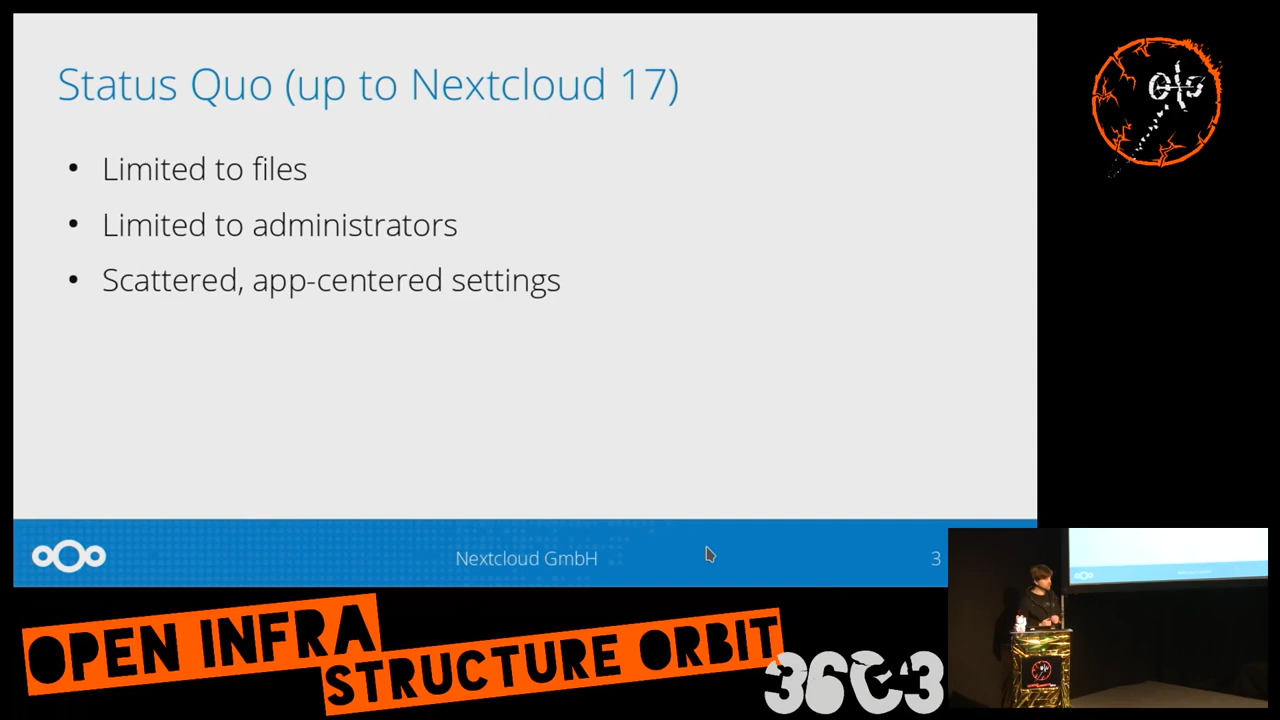 Status Quo (up to Nextcloud 17)
• Limited to files
• Limited to administrators
• Scattered, app-centered settings
Nextcloud GmbH
3
OPEN INFRA
STRUCTURE ORBIT
36C3